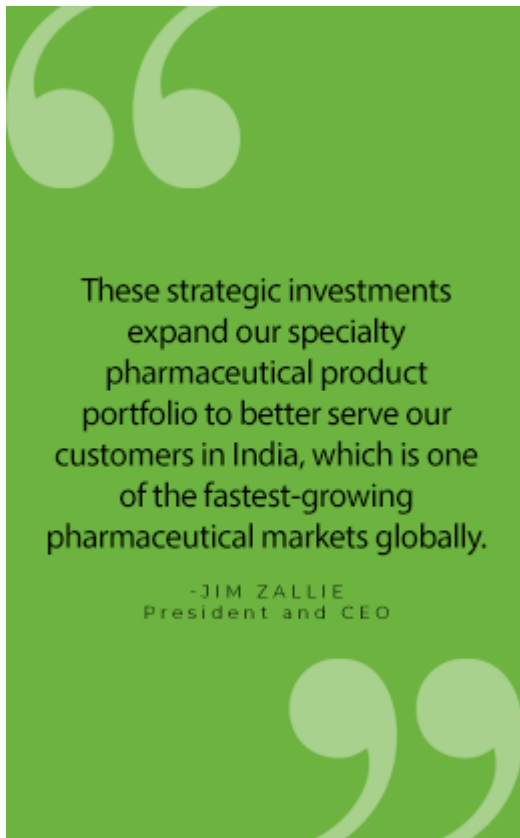 These strategic investments
expand our specialty
pharmaceutical product
portfolio to better serve our
customers in India, which is one
of the fastest-growing
pharmaceutical markets globally.
-JIM ZALLIE
President and CEO